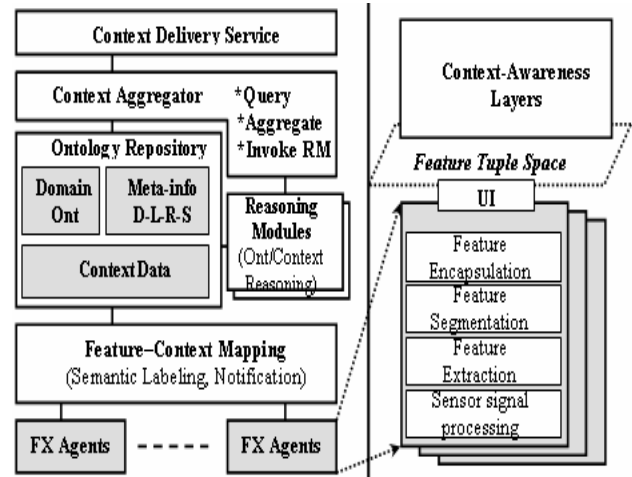 Context Delivery Service
Context Aggregator
*Query
*Aggregate
*Invoke RM
Ontology Repository
Domain
Ont
Meta-info
D-L-R-S
Context Data
Reasoning
Modules
(Ont/Context
Reasoning)
Feature–Context Mapping
(Semantic Labeling, Notification)
FX Agents
FX Agents
Context-Awareness
Layers
Feature Tuple Space
UI
Feature
Encapsulation
Feature
Segmentation
Feature
Extraction
Sensor signal
processing